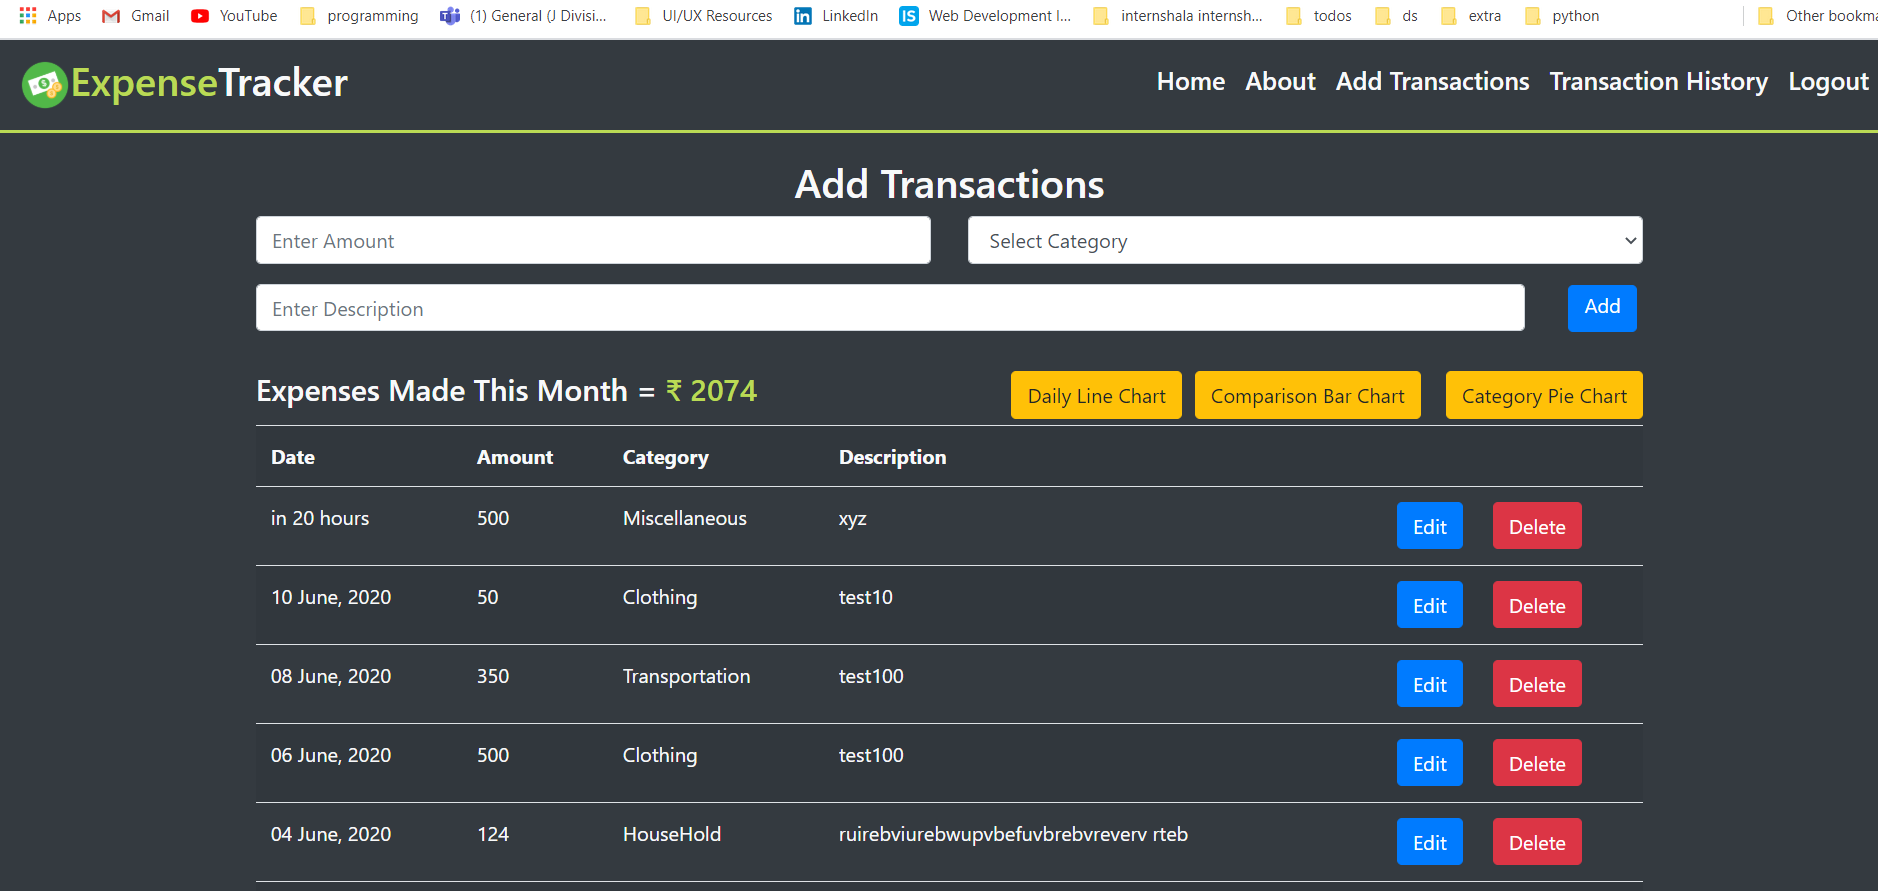 Apps Gmail YouTube programming (1) General (J Divisi... UI/UX Resources LinkedIn Web Development I... internshala internsh... todos ds extra python Other bookma
ExpenseTracker Home About Add Transactions Transaction History Logout
Add Transactions
Enter Amount Select Category
Enter Description Add
Expenses Made This Month = ₹ 2074 Daily Line Chart Comparison Bar Chart Category Pie Chart
Date Amount Category Description
in 20 hours 500 Miscellaneous xyz Edit Delete
10 June, 2020 50 Clothing test10 Edit Delete
08 June, 2020 350 Transportation test100 Edit Delete
06 June, 2020 500 Clothing test100 Edit Delete
04 June, 2020 124 HouseHold ruirebviurebwupvbefuvbrebvreverv rteb Edit Delete